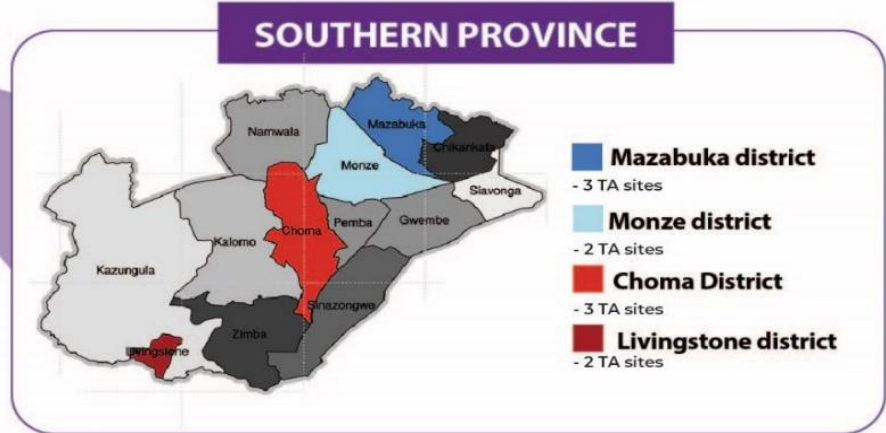 SOUTHERN PROVINCE
Namwala
Mazabuka
Chikankata
Monze
Siavonga
Choma
Pemba
Gwembe
Kalomo
Kazungula
Sinazongwe
Zimba
Livingstone
Mazabuka district
- 3 TA sites
Monze district
- 2 TA sites
Choma District
- 3 TA sites
Livingstone district
- 2 TA sites